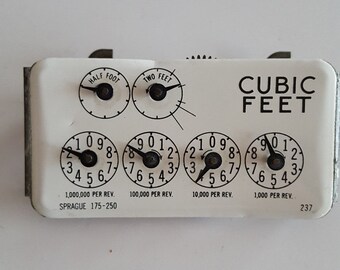 HALF FOOT
TWO FEET
CUBIC
FEET
1,000,000 PER REV.
100,000 PER REV.
10,000 PER REV.
1,000 PER REV.
SPRAGUE 175-250
237